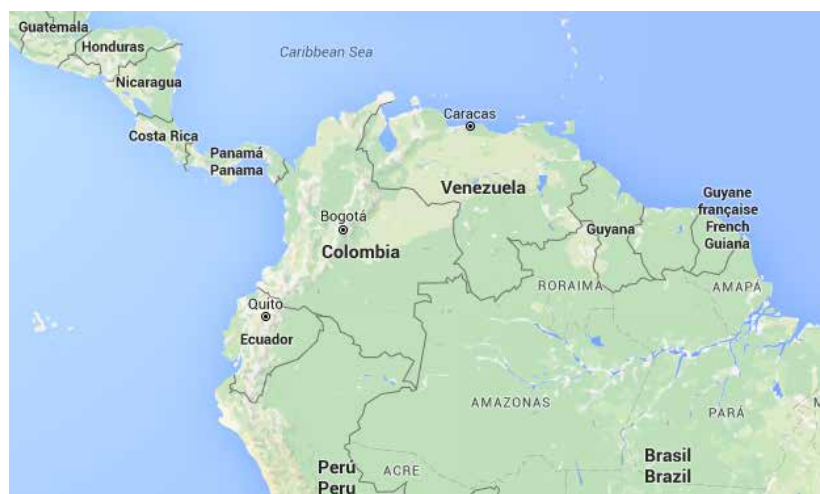 Guatemala
Honduras
Caribbean Sea
Nicaragua
Caracas
Costa Rica
Panamá
Panama
Venezuela
Guyane
française
French
Guiana
Bogotá
Guyana
Colombia
RORAIMA
AMAPÁ
Quito
Ecuador
AMAZONAS
PARÁ
Brasil
Brazil
Perú
Peru
ACRE